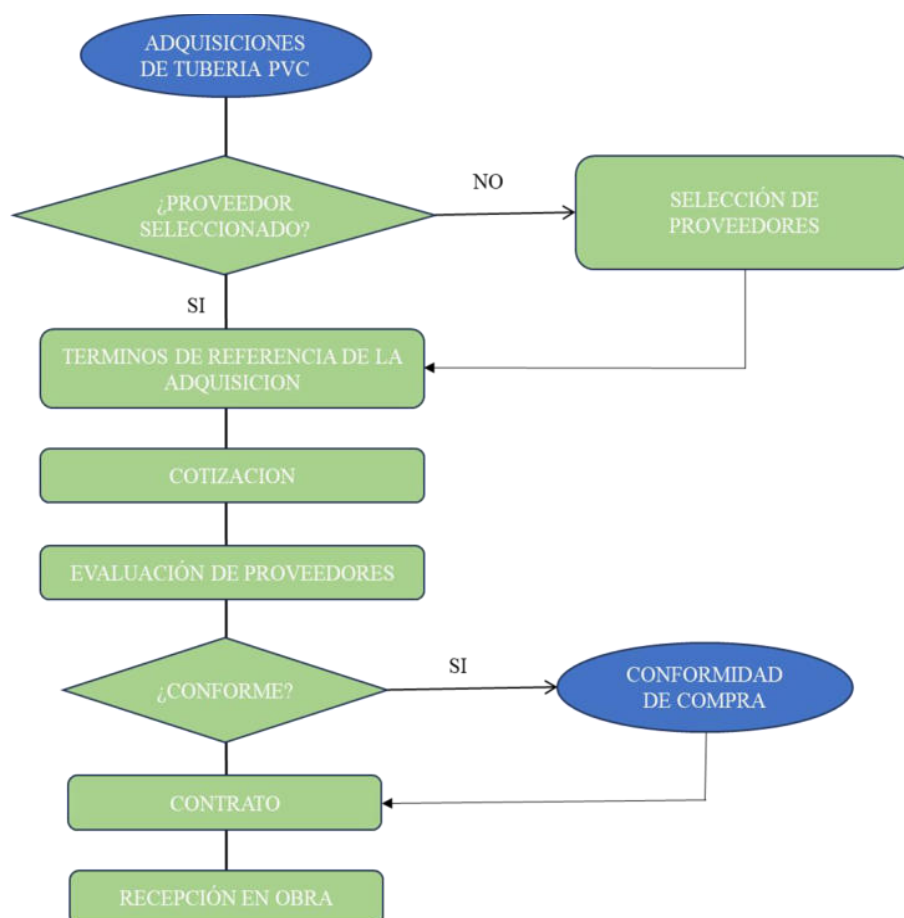 ADQUISICIONES
DE TUBERIA PVC
¿PROVEEDOR
SELECCIONADO?
NO
SELECCIÓN DE
PROVEEDORES
SI
TERMINOS DE REFERENCIA DE LA
ADQUISICION
COTIZACION
EVALUACIÓN DE PROVEEDORES
¿CONFORME?
SI
CONFORMIDAD
DE COMPRA
CONTRATO
RECEPCIÓN EN OBRA